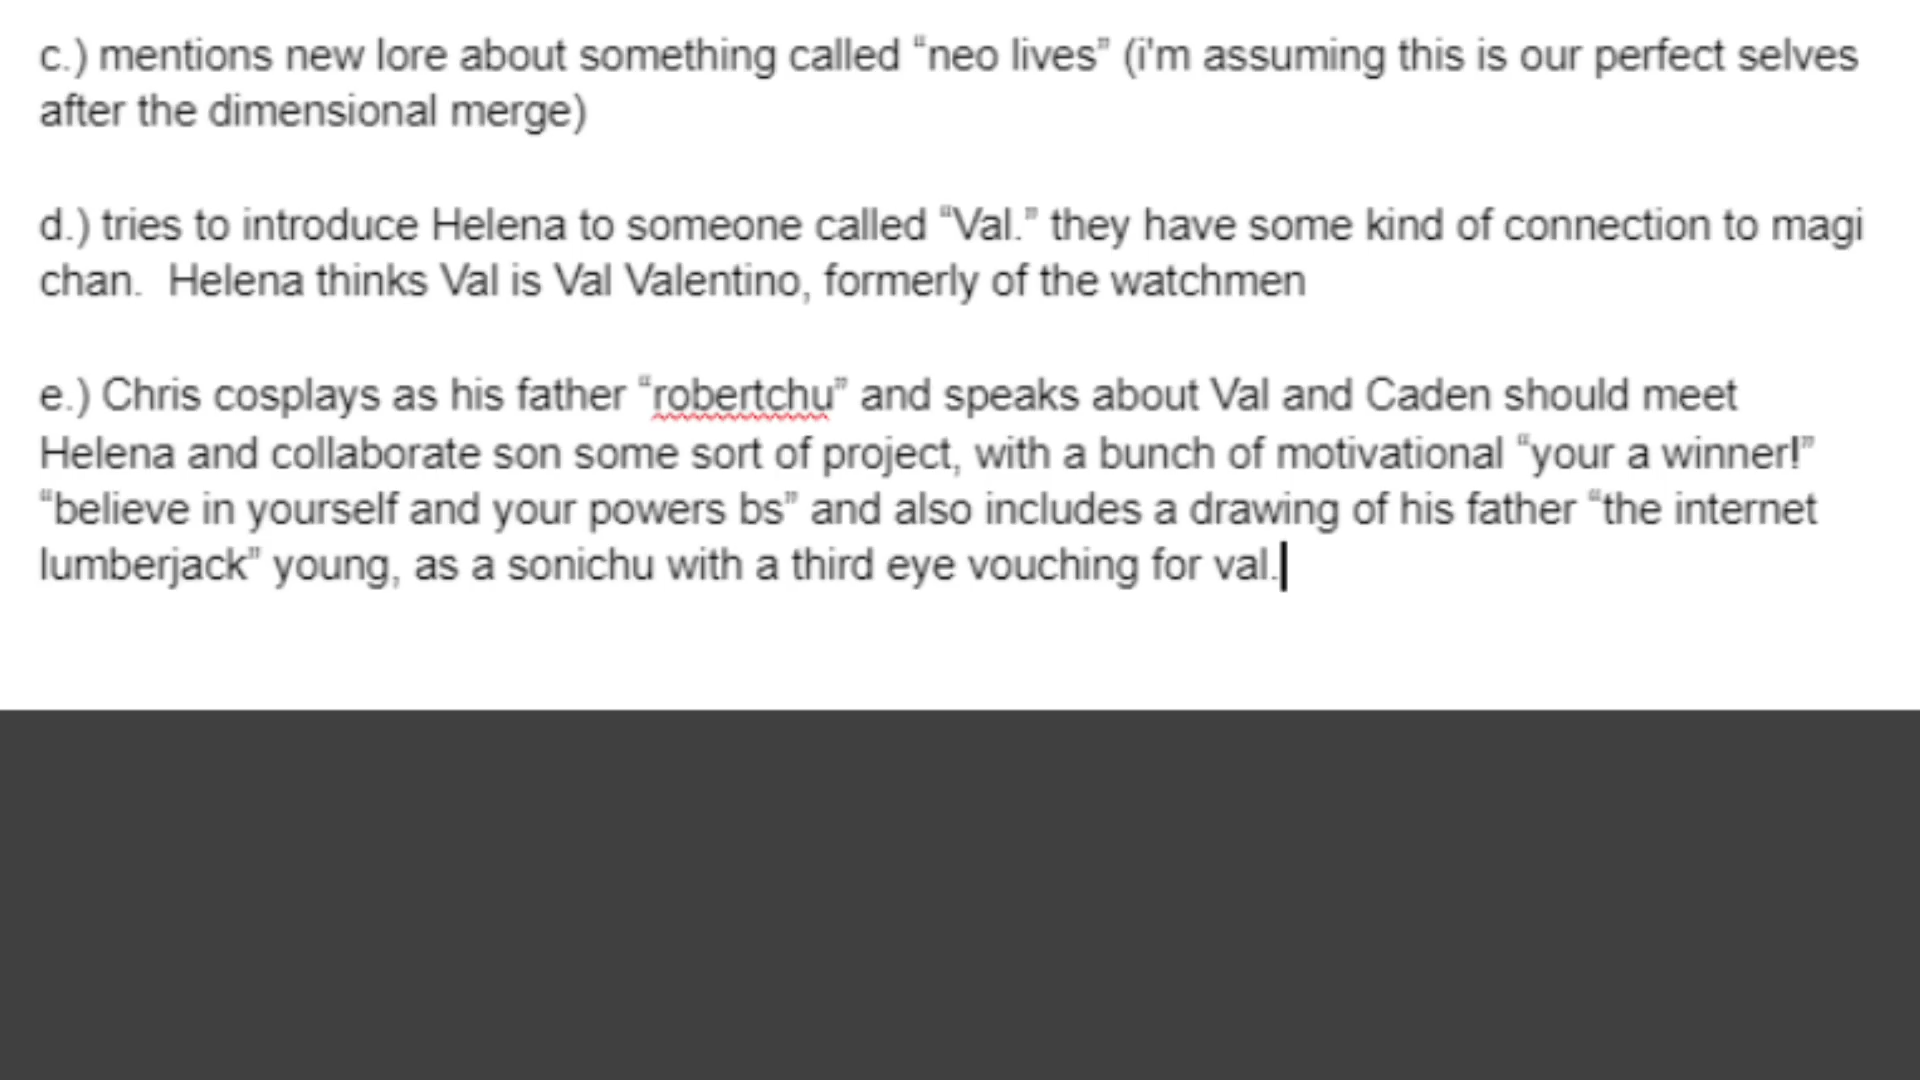 c.) mentions new lore about something called “neo lives” (i'm assuming this is our perfect selves
after the dimensional merge)
d.) tries to introduce Helena to someone called “Val.” they have some kind of connection to magi
chan.  Helena thinks Val is Val Valentino, formerly of the watchmen
e.) Chris cosplays as his father “robertchu” and speaks about Val and Caden should meet
Helena and collaborate son some sort of project, with a bunch of motivational “your a winner!”
“believe in yourself and your powers bs” and also includes a drawing of his father “the internet
lumberjack” young, as a sonichu with a third eye vouching for val.